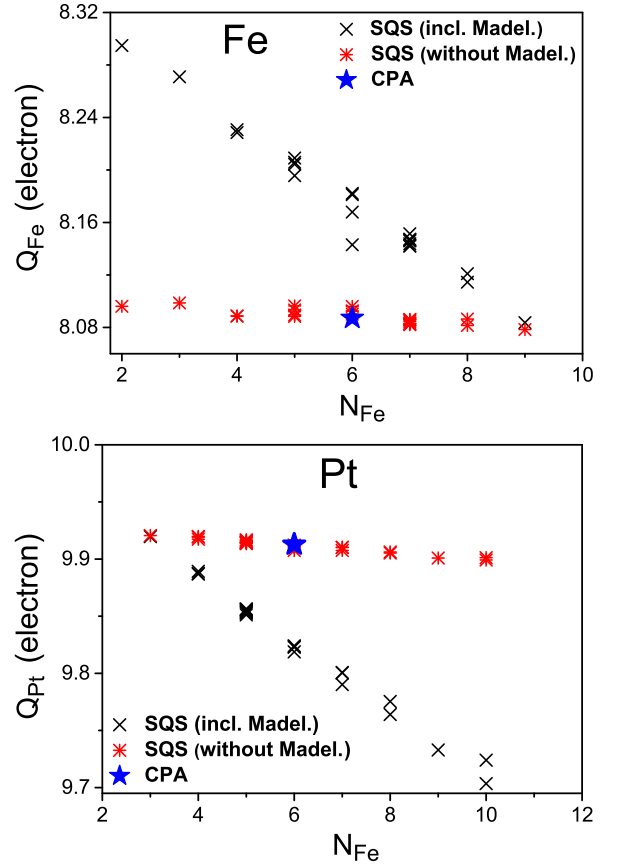 8.32
Fe
SQS (incl. Madel.)
SQS (without Madel.)
CPA
8.24
8.16
8.08
Q_Fe (electron)
2 4 6 8 10
N_Fe
10.0
Pt
9.9
9.8
9.7
Q_Pt (electron)
SQS (incl. Madel.)
SQS (without Madel.)
CPA
2 4 6 8 10 12
N_Fe